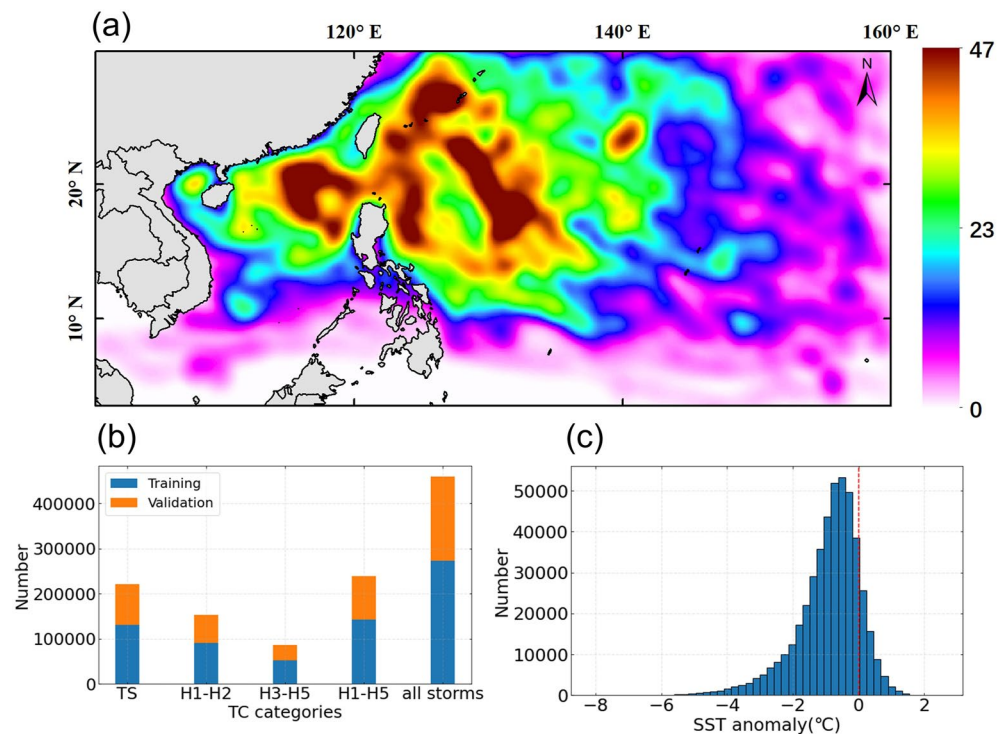 (a)
120° E
140° E
160° E
N
20° N
10° N
47
23
0
(b)
Training
Validation
400000
300000
200000
100000
0
Number
TS
H1-H2
H3-H5
H1-H5
all storms
TC categories
(c)
50000
40000
30000
20000
10000
0
Number
−8
−6
−4
−2
0
2
SST anomaly(℃)